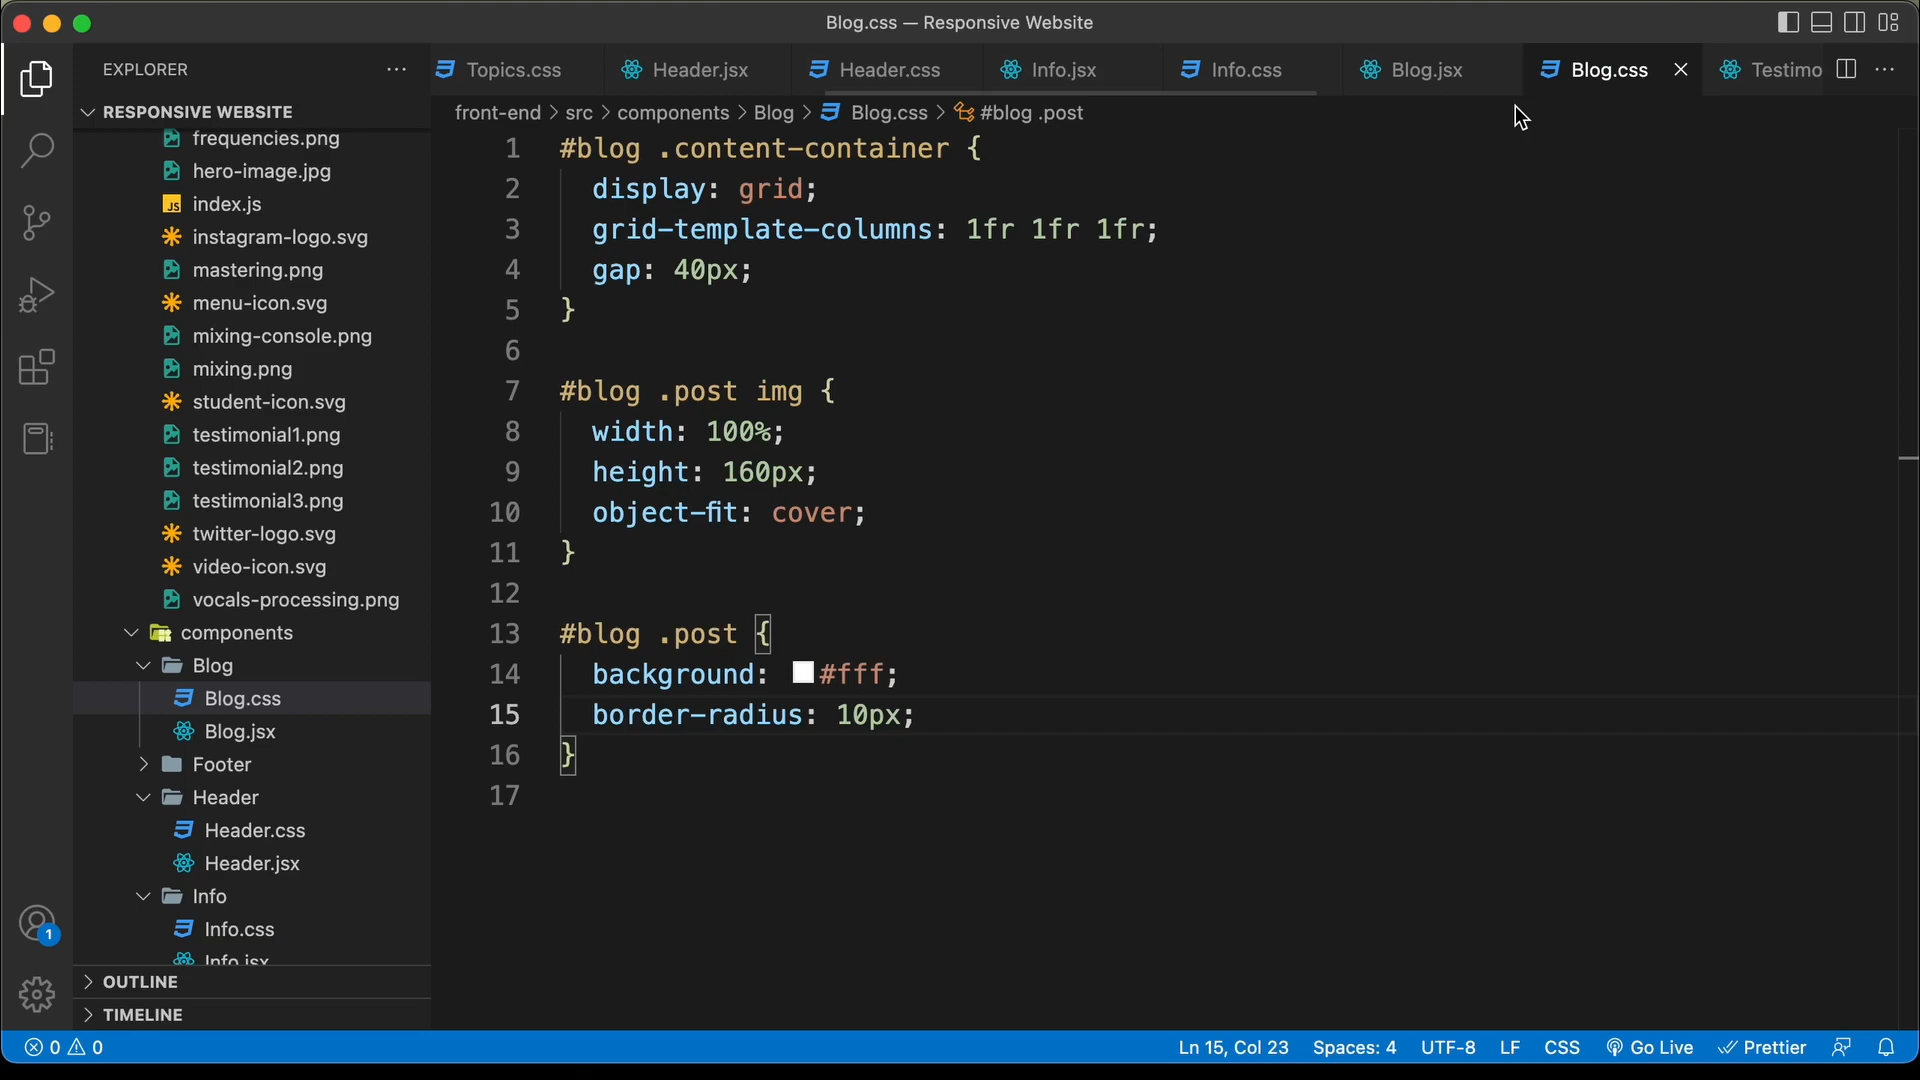 Blog.css — Responsive Website
EXPLORER
Topics.css
Header.jsx
Header.css
Info.jsx
Info.css
Blog.jsx
Blog.css
Testimo
RESPONSIVE WEBSITE
front-end > src > components > Blog > Blog.css > #blog .post
frequencies.png
hero-image.jpg
JS index.js
instagram-logo.svg
mastering.png
menu-icon.svg
mixing-console.png
mixing.png
student-icon.svg
testimonial1.png
testimonial2.png
testimonial3.png
twitter-logo.svg
video-icon.svg
vocals-processing.png
components
Blog
Blog.css
Blog.jsx
Footer
Header
Header.css
Header.jsx
Info
Info.css
Info.jsx
OUTLINE
TIMELINE
1 #blog .content-container {
2 display: grid;
3 grid-template-columns: 1fr 1fr 1fr;
4 gap: 40px;
5 }
6
7 #blog .post img {
8 width: 100%;
9 height: 160px;
10 object-fit: cover;
11 }
12
13 #blog .post {
14 background: #fff;
15 border-radius: 10px;
16 }
17
1
0 0
Ln 15, Col 23
Spaces: 4
UTF-8
LF
CSS
Go Live
Prettier